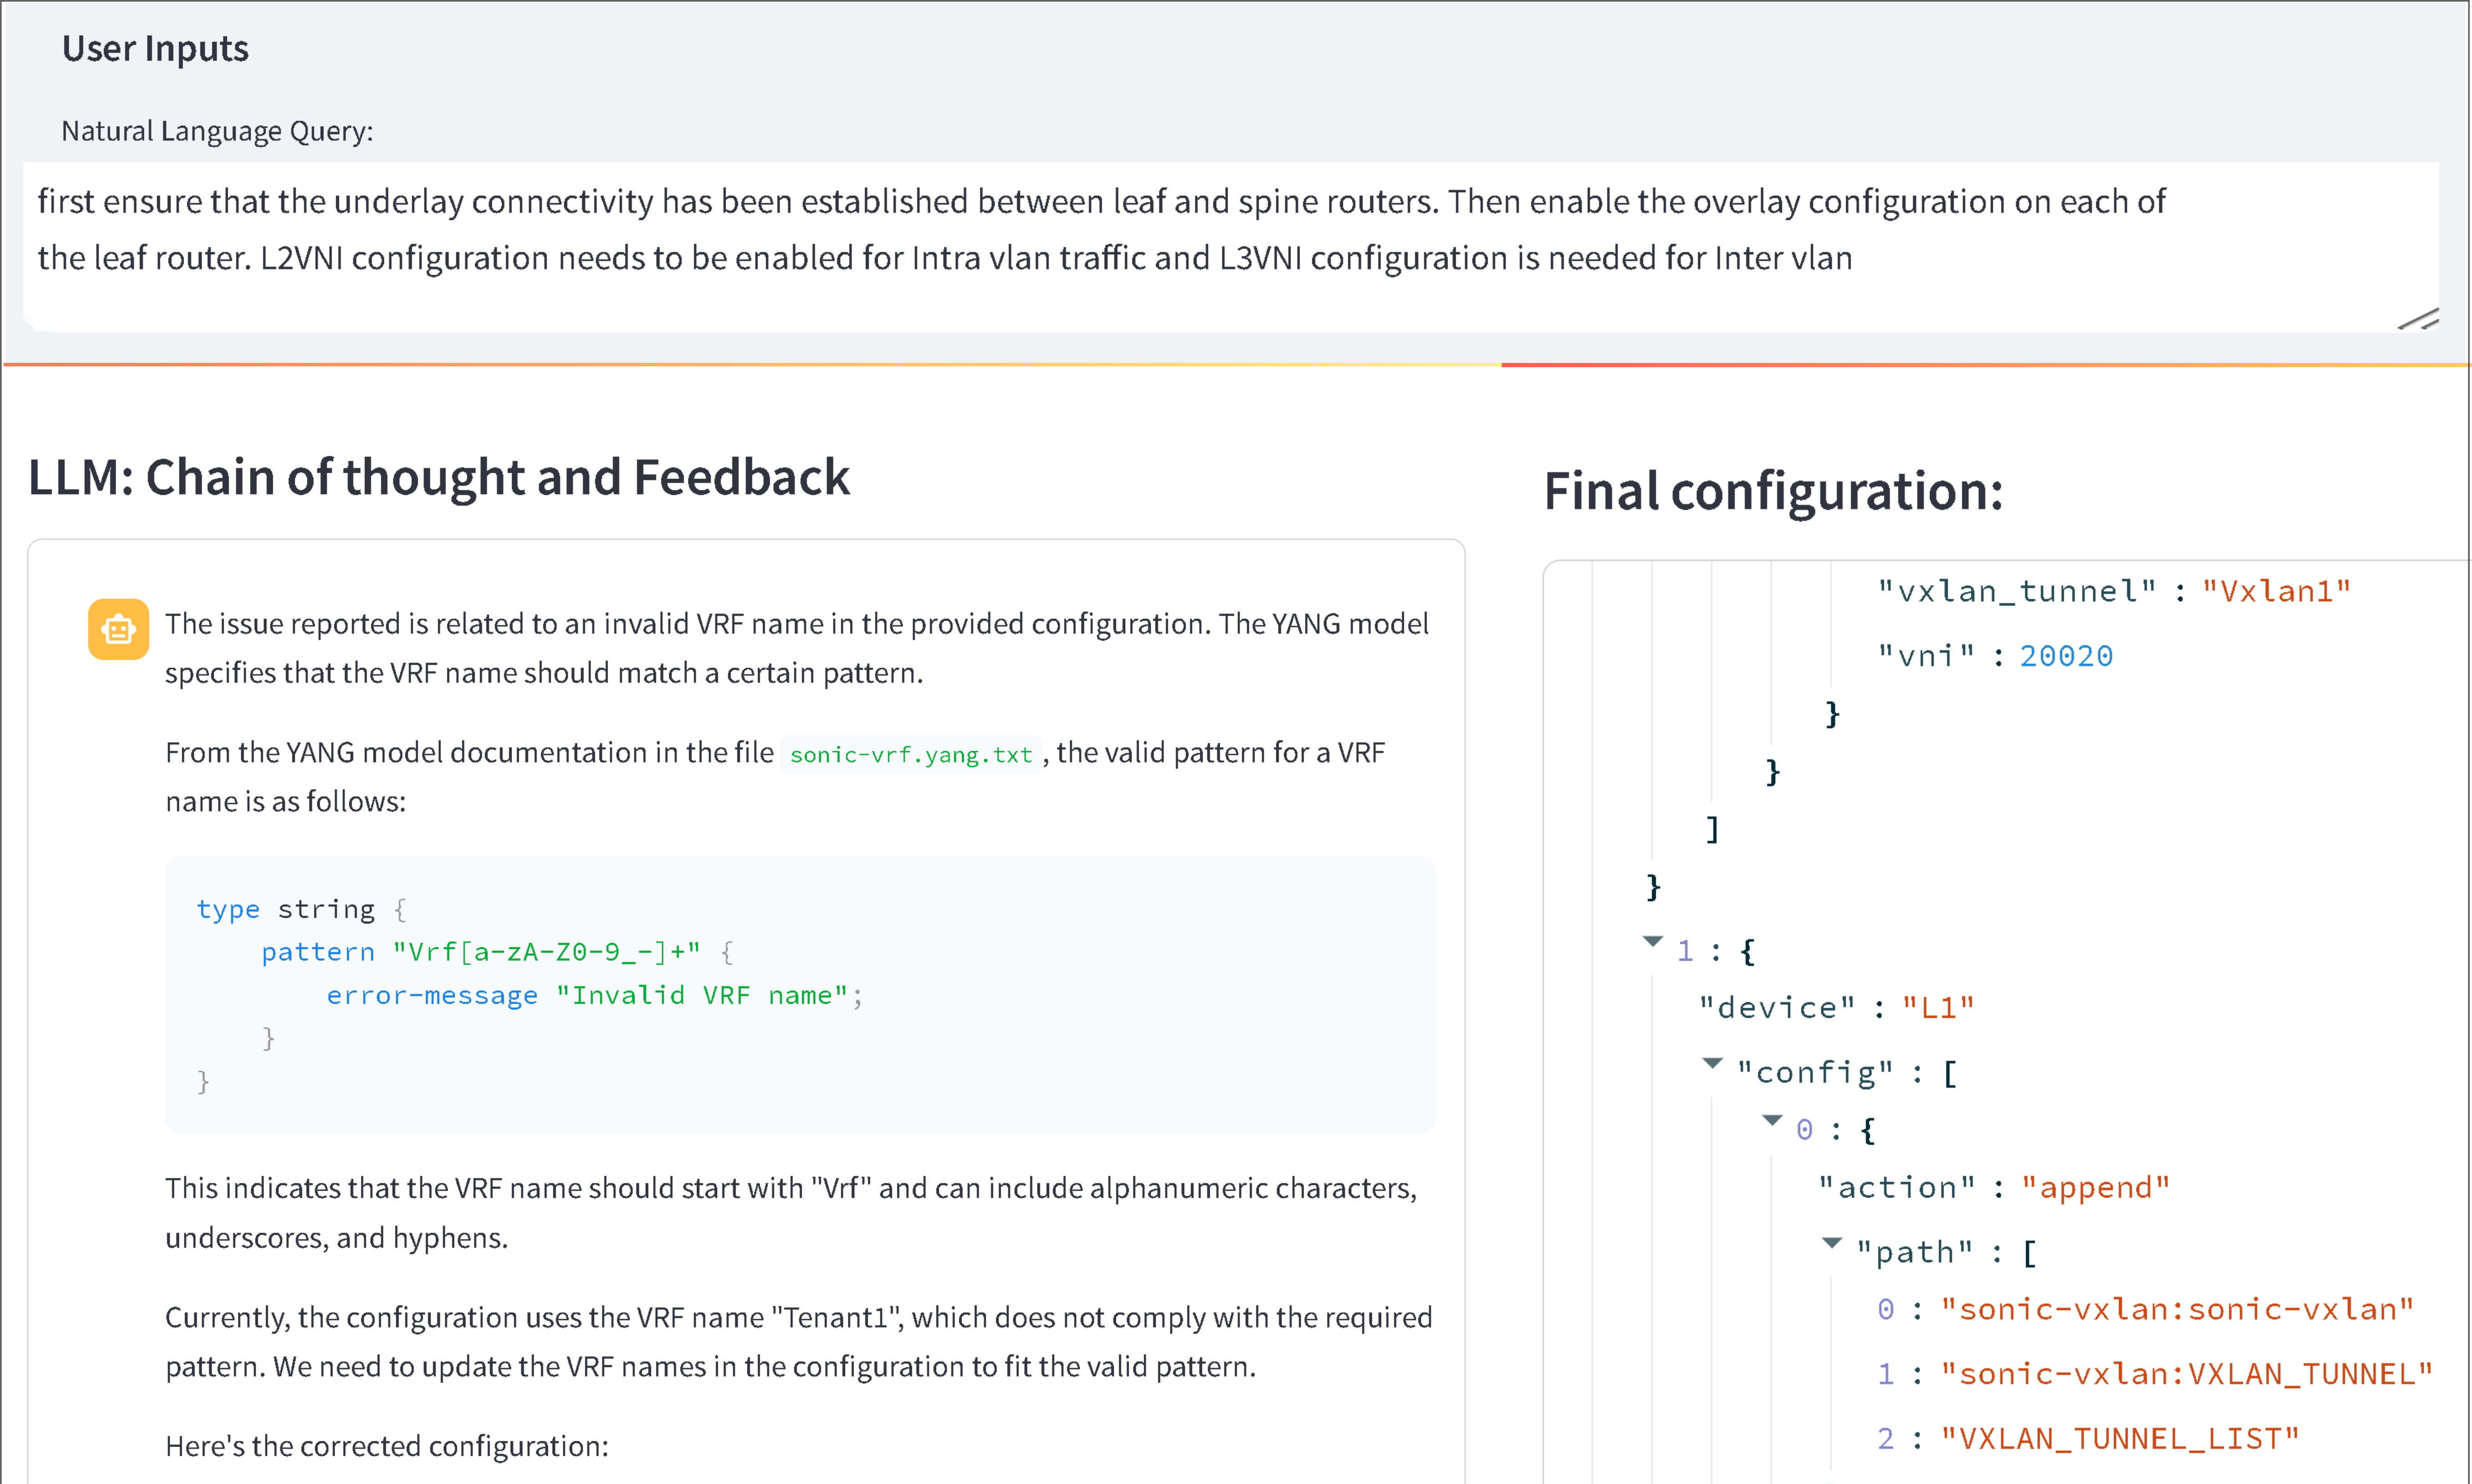 User Inputs
Natural Language Query:
first ensure that the underlay connectivity has been established between leaf and spine routers. Then enable the overlay configuration on each of
the leaf router. L2VNI configuration needs to be enabled for Intra vlan traffic and L3VNI configuration is needed for Inter vlan
LLM: Chain of thought and Feedback
The issue reported is related to an invalid VRF name in the provided configuration. The YANG model
specifies that the VRF name should match a certain pattern.
From the YANG model documentation in the file sonic-vrf.yang.txt , the valid pattern for a VRF
name is as follows:
type string {
pattern "Vrf[a-zA-Z0-9_-]+" {
error-message "Invalid VRF name";
}
}
This indicates that the VRF name should start with "Vrf" and can include alphanumeric characters,
underscores, and hyphens.
Currently, the configuration uses the VRF name "Tenant1", which does not comply with the required
pattern. We need to update the VRF names in the configuration to fit the valid pattern.
Here's the corrected configuration:
Final configuration:
"vxlan_tunnel" : "Vxlan1"
"vni" : 20020
}
}
]
}
1 : {
"device" : "L1"
"config" : [
0 : {
"action" : "append"
"path" : [
0 : "sonic-vxlan:sonic-vxlan"
1 : "sonic-vxlan:VXLAN_TUNNEL"
2 : "VXLAN_TUNNEL_LIST"